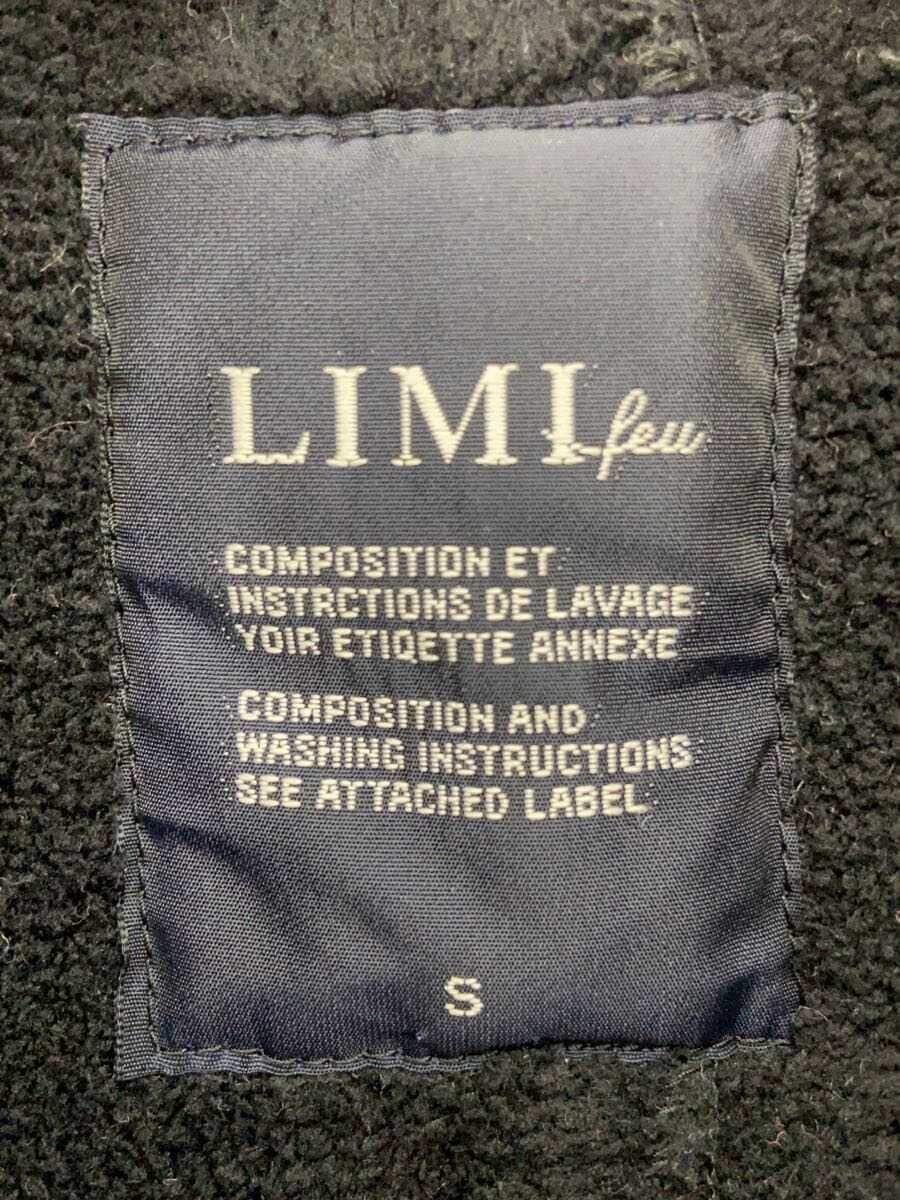 LIMI feu
COMPOSITION ET
INSTRCTIONS DE LAVAGE
YOIR ETIQETTE ANNEXE
COMPOSITION AND
WASHING INSTRUCTIONS
SEE ATTACHED LABEL
S